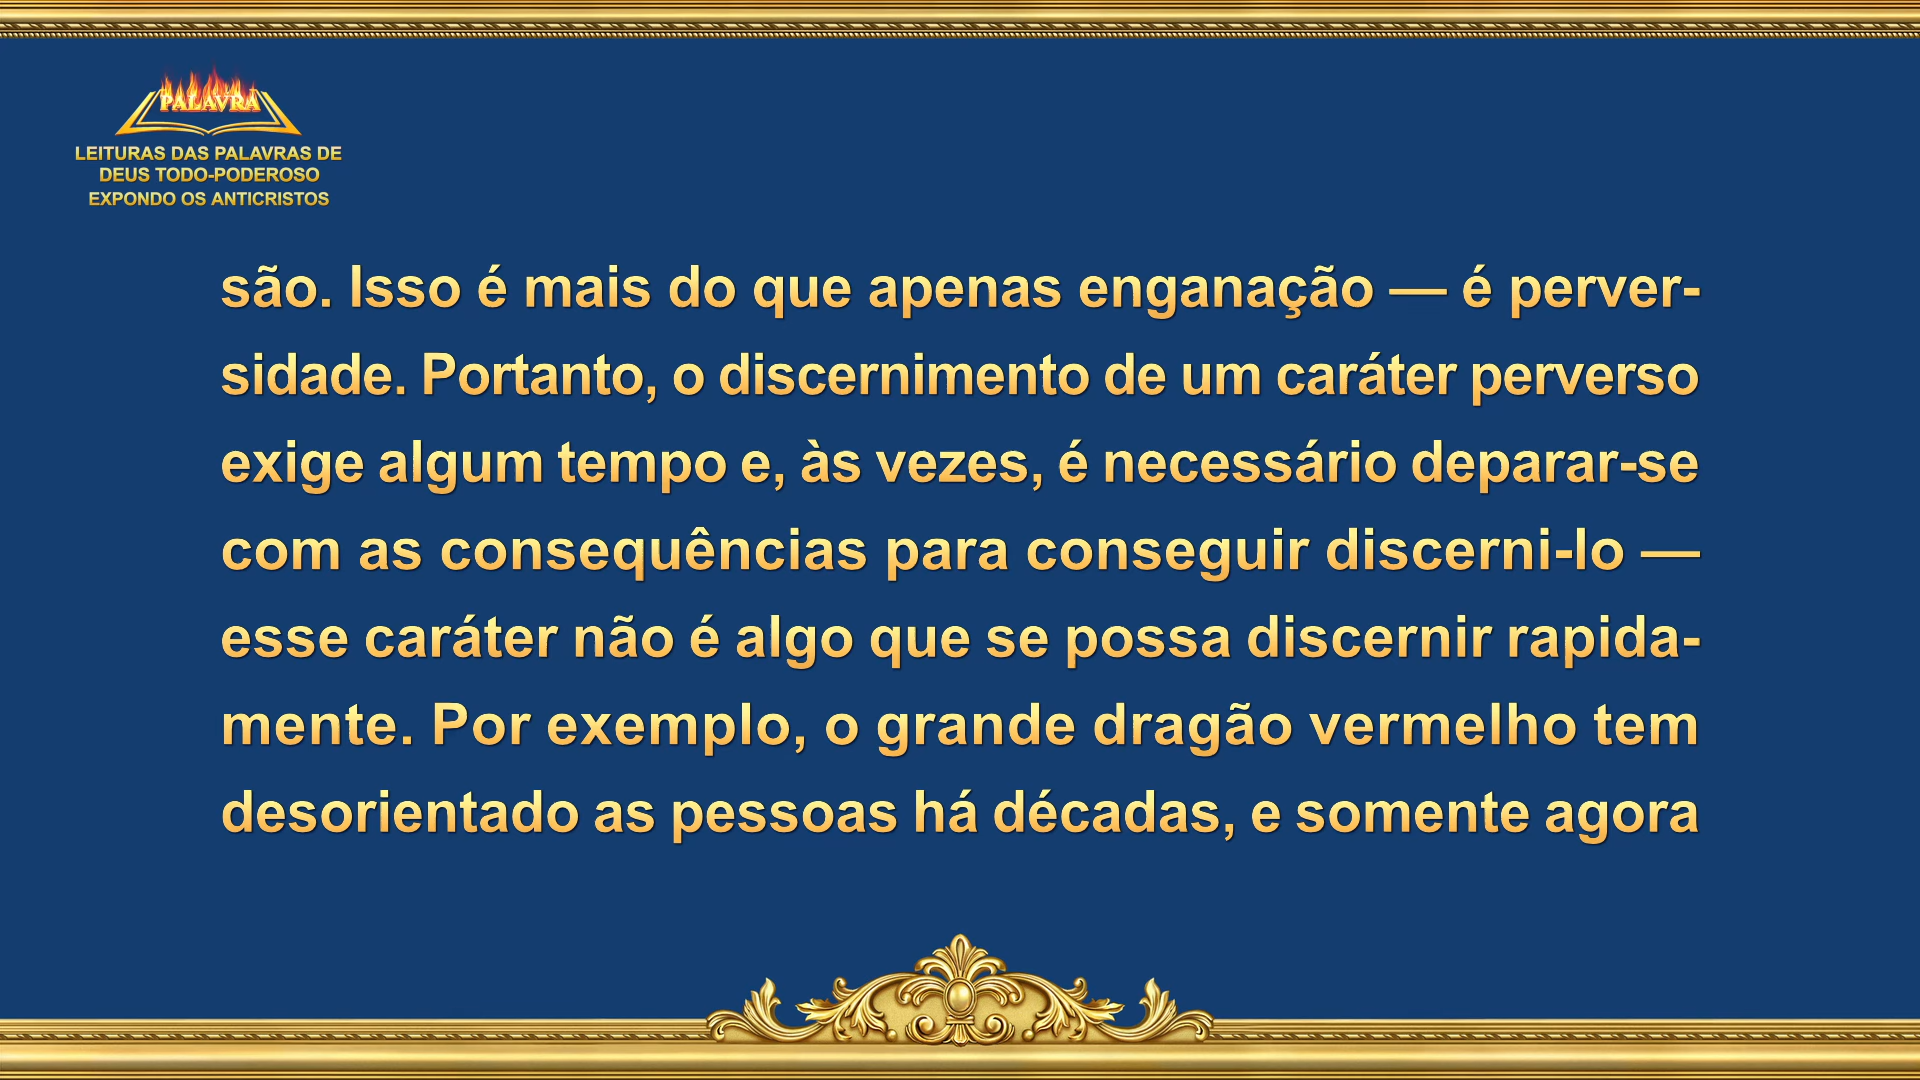 PALAVRA
LEITURAS DAS PALAVRAS DE
DEUS TODO-PODEROSO
EXPONDO OS ANTICRISTOS
são. Isso é mais do que apenas enganação — é perver-
sidade. Portanto, o discernimento de um caráter perverso
exige algum tempo e, às vezes, é necessário deparar-se
com as consequências para conseguir discerni-lo —
esse caráter não é algo que se possa discernir rapida-
mente. Por exemplo, o grande dragão vermelho tem
desorientado as pessoas há décadas, e somente agora